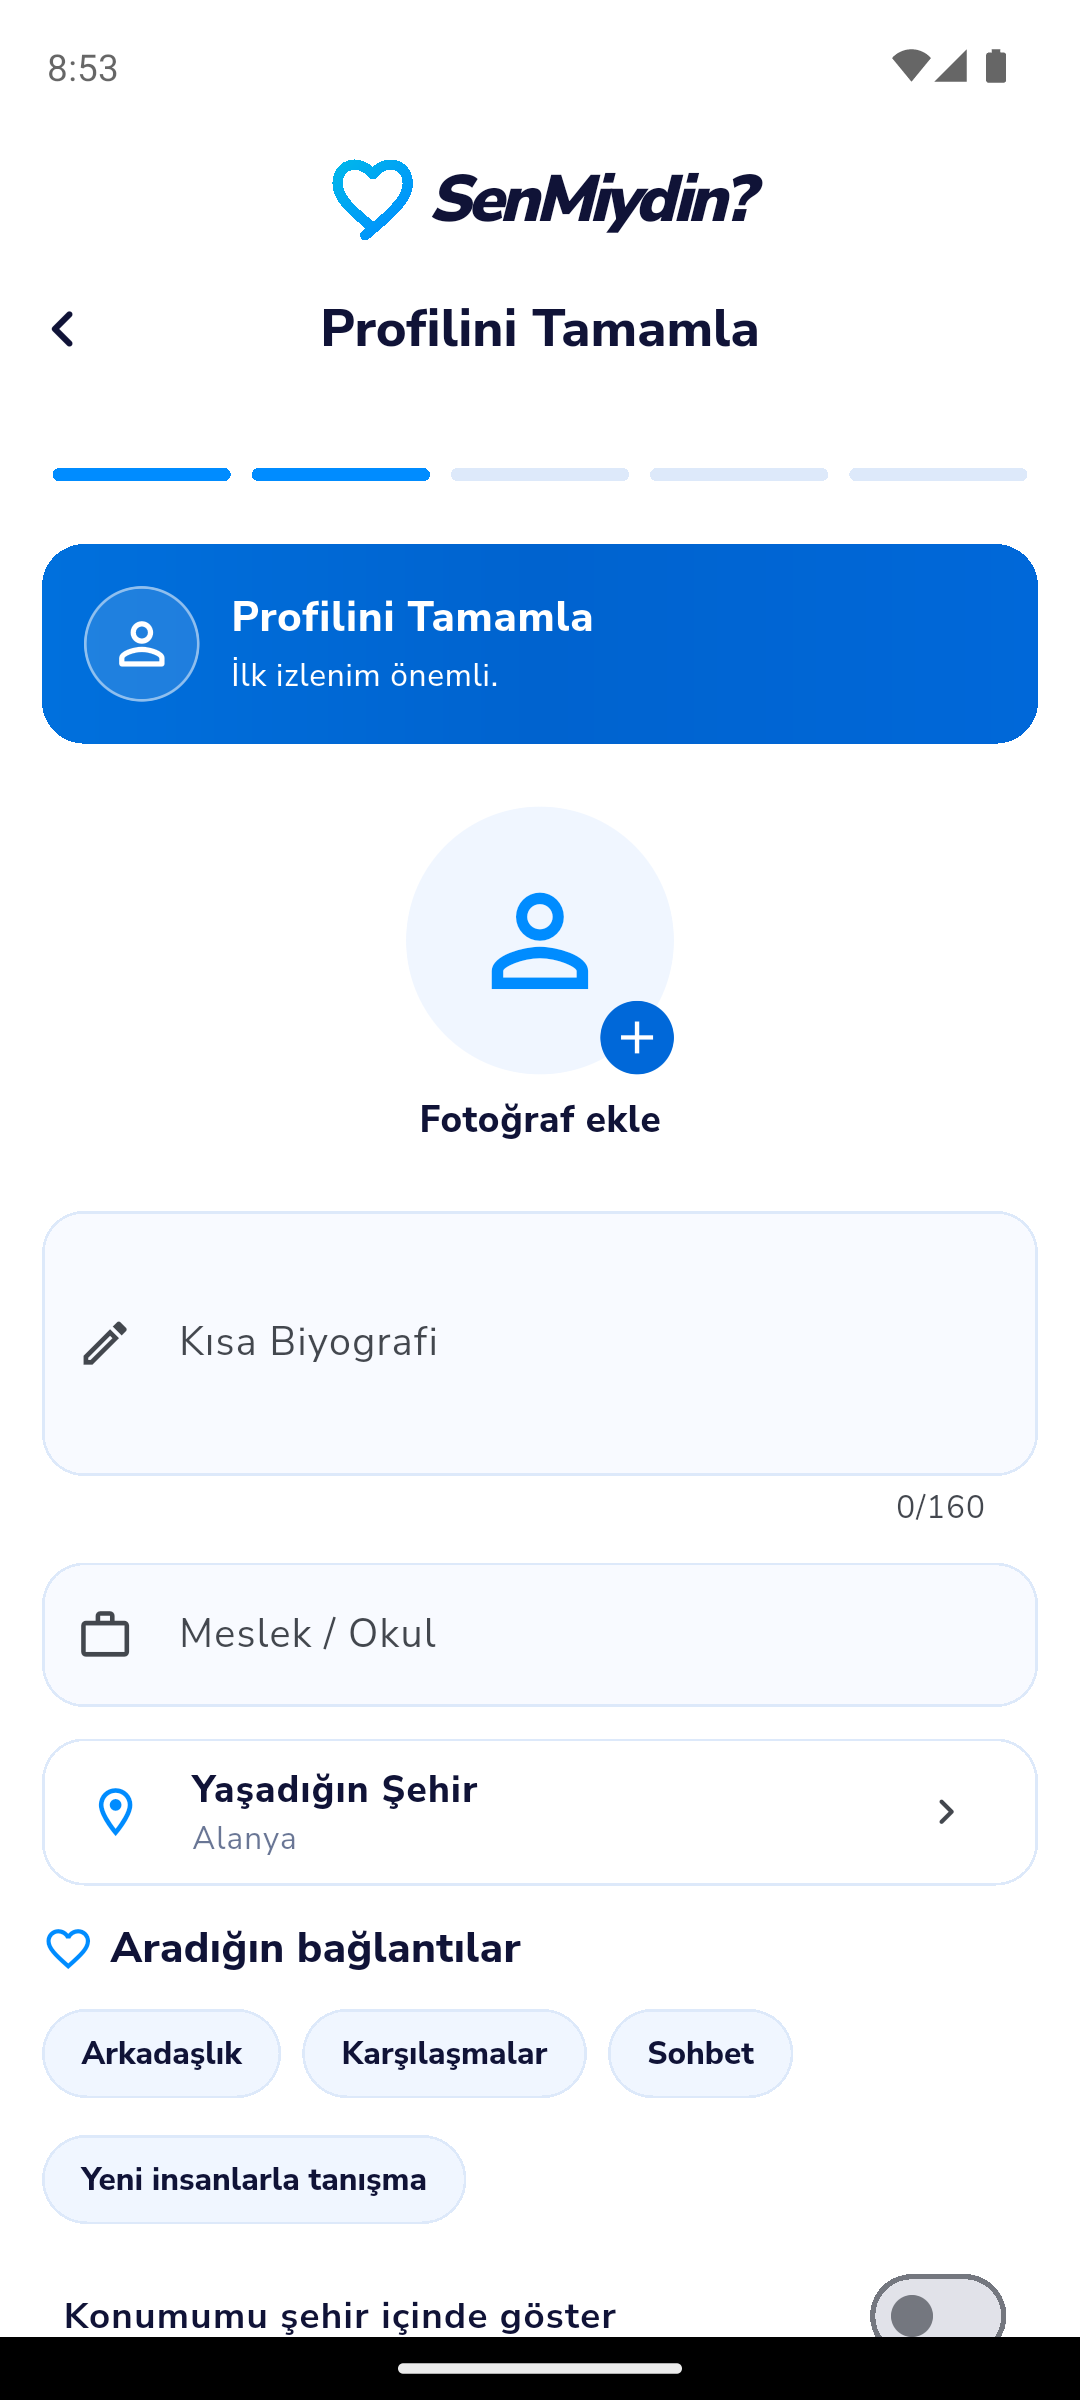 8:53
SenMiydin?
Profilini Tamamla
Profilini Tamamla
İlk izlenim önemli.
Fotoğraf ekle
Kısa Biyografi
0/160
Meslek / Okul
Yaşadığın Şehir
Alanya
Aradığın bağlantılar
Arkadaşlık
Karşılaşmalar
Sohbet
Yeni insanlarla tanışma
Konumumu şehir içinde göster